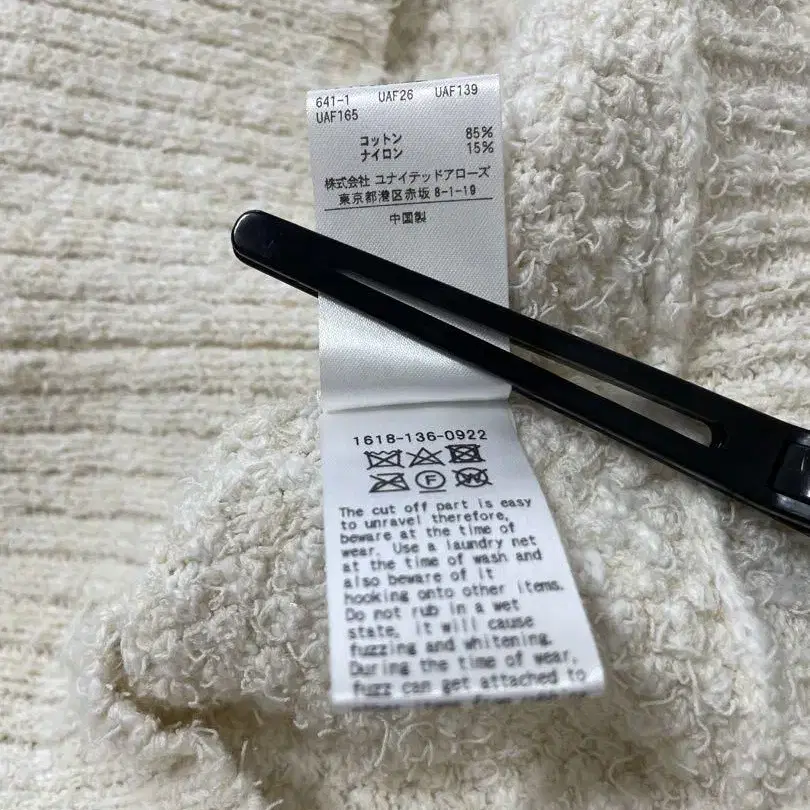 641-1 UAF26 UAF139
UAF165
コットン 85%
ナイロン 15%
株式会社 ユナイテッドアローズ
東京都港区赤坂 8-1-19
中国製
1618-136-0922
F
W
The cut off part is easy
to unravel therefore,
beware at the time of
wear. Use a laundry net
at the time of wash and
also beware of it
hooking onto other items.
Do not rub in a wet
state, it will cause
fuzzing and whitening.
During the time of wear,
fuzz can get attached to